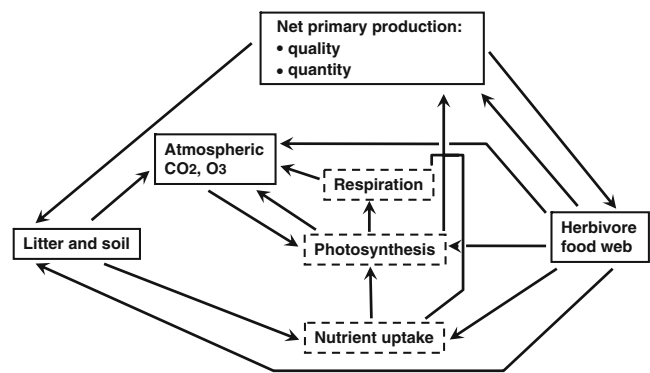 Net primary production:
• quality
• quantity
Atmospheric
CO2, O3
Respiration
Herbivore
food web
Litter and soil
Photosynthesis
Nutrient uptake